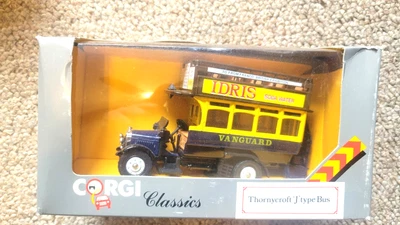 IDRIS
VANGUARD
CORGI Classics
Thornycroft J type Bus